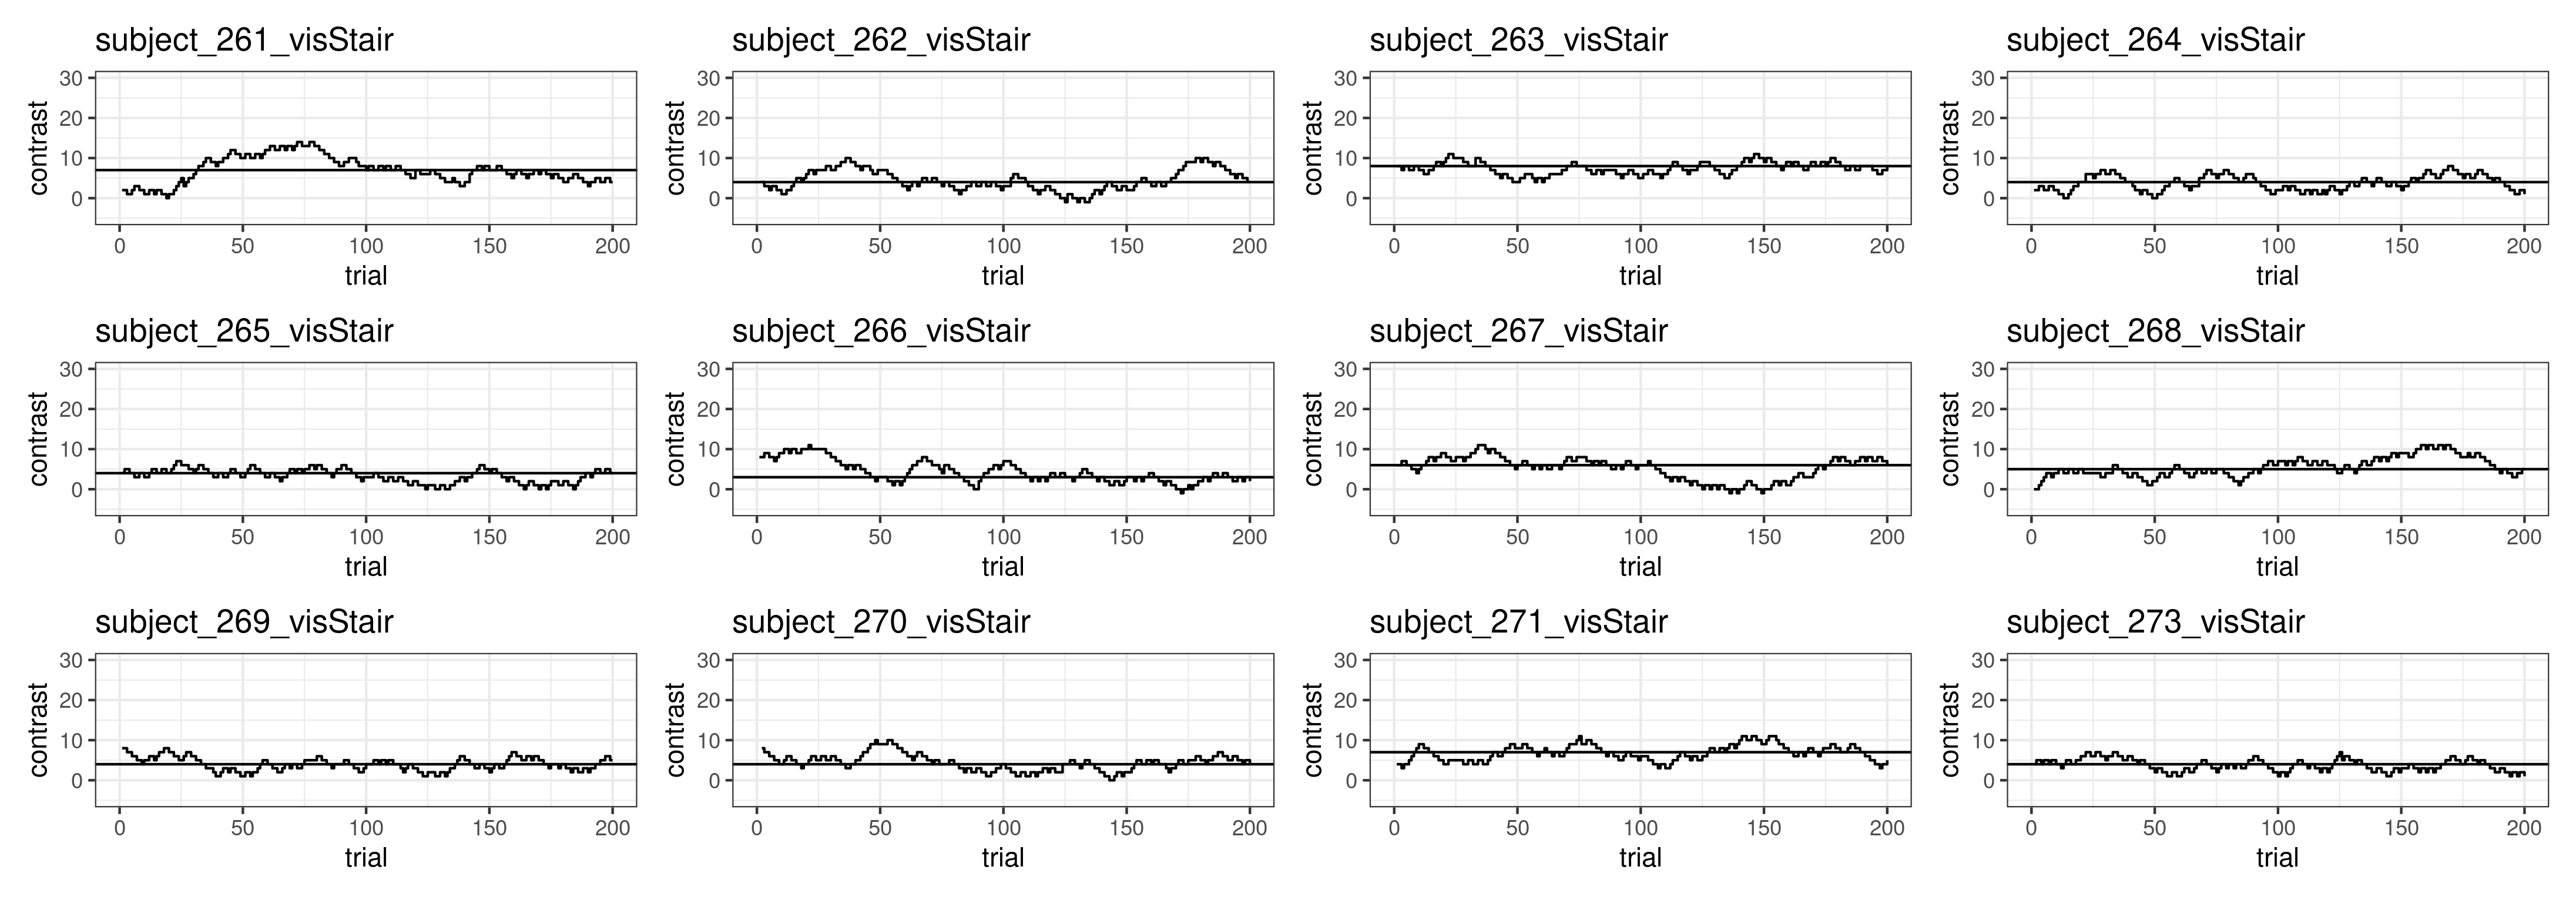 subject_261_visStair
contrast
30
20
10
0
0 50 100 150 200
trial
subject_262_visStair
contrast
30
20
10
0
0 50 100 150 200
trial
subject_263_visStair
contrast
30
20
10
0
0 50 100 150 200
trial
subject_264_visStair
contrast
30
20
10
0
0 50 100 150 200
trial
subject_265_visStair
contrast
30
20
10
0
0 50 100 150 200
trial
subject_266_visStair
contrast
30
20
10
0
0 50 100 150 200
trial
subject_267_visStair
contrast
30
20
10
0
0 50 100 150 200
trial
subject_268_visStair
contrast
30
20
10
0
0 50 100 150 200
trial
subject_269_visStair
contrast
30
20
10
0
0 50 100 150 200
trial
subject_270_visStair
contrast
30
20
10
0
0 50 100 150 200
trial
subject_271_visStair
contrast
30
20
10
0
0 50 100 150 200
trial
subject_273_visStair
contrast
30
20
10
0
0 50 100 150 200
trial